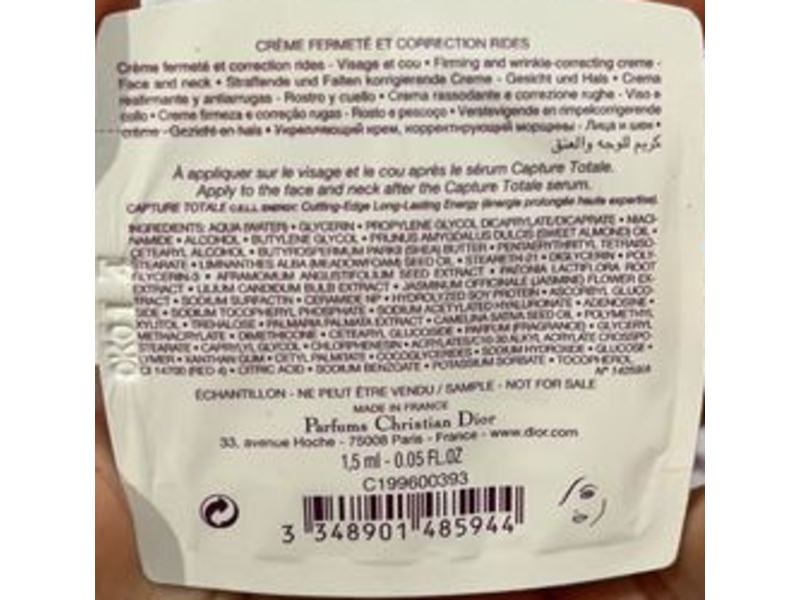 CRÈME FERMETÉ ET CORRECTION RIDES
Crème fermeté et correction rides - Visage et cou • Firming and wrinkle-correcting creme -
Face and neck • Straffende und Falten korrigierende Creme - Gesicht und Hals • Crema
reafirmante y antiarrugas - Rostro y cuello • Crema rassodante e correzione rughe - Viso e
collo • Creme firmeza e correção rugas - Rosto e pescoço • Verstevigende en rimpelcorrigerende
crème - Gezicht en hals • Укрепляющий крем, корректирующий морщины - Лицо и шея •
كريم للوجه والعنق
À appliquer sur le visage et le cou après le sérum Capture Totale.
Apply to the face and neck after the Capture Totale serum.
CAPTURE TOTALE C.E.L.L. ENERGY: Cutting-Edge Long-Lasting Energy (énergie prolongée haute expertise).
INGREDIENTS: AQUA (WATER) • GLYCERIN • PROPYLENE GLYCOL DICAPRYLATE/DICAPRATE • NIACI-
NAMIDE • ALCOHOL • BUTYLENE GLYCOL • PRUNUS AMYGDALUS DULCIS (SWEET ALMOND) OIL •
CETEARYL ALCOHOL • BUTYROSPERMUM PARKII (SHEA) BUTTER • PENTAERYTHRITYL TETRAISO-
STEARATE • LIMNANTHES ALBA (MEADOWFOAM) SEED OIL • STEARETH-21 • DIGLYCERIN • POLY-
GLYCERIN-3 • AFRAMOMUM ANGUSTIFOLIUM SEED EXTRACT • PAEONIA LACTIFLORA ROOT
EXTRACT • LILIUM CANDIDUM BULB EXTRACT • JASMINUM OFFICINALE (JASMINE) FLOWER EX-
TRACT • SODIUM SURFACTIN • CERAMIDE NP • HYDROLYZED SOY PROTEIN • ASCORBYL GLUCO-
SIDE • SODIUM TOCOPHERYL PHOSPHATE • SODIUM ACETYLATED HYALURONATE • ADENOSINE •
XYLITOL • TREHALOSE • PALMARIA PALMATA EXTRACT • CAMELINA SATIVA SEED OIL • POLYMETHYL
METHACRYLATE • DIMETHICONE • CETEARYL GLUCOSIDE • PARFUM (FRAGRANCE) • GLYCERYL
STEARATE • CAPRYLYL GLYCOL • CHLORPHENESIN • ACRYLATES/C10-30 ALKYL ACRYLATE CROSSPO-
LYMER • XANTHAN GUM • CETYL PALMITATE • COCOGLYCERIDES • SODIUM HYDROXIDE • GLUCOSE •
CI 14700 (RED 4) • CITRIC ACID • SODIUM BENZOATE • POTASSIUM SORBATE • TOCOPHEROL
ÉCHANTILLON - NE PEUT ÊTRE VENDU / SAMPLE - NOT FOR SALE
MADE IN FRANCE
Parfums Christian Dior
33, avenue Hoche - 75008 Paris - France - www.dior.com
1,5 ml - 0.05 FL.OZ
C199600393
3 348901 485944